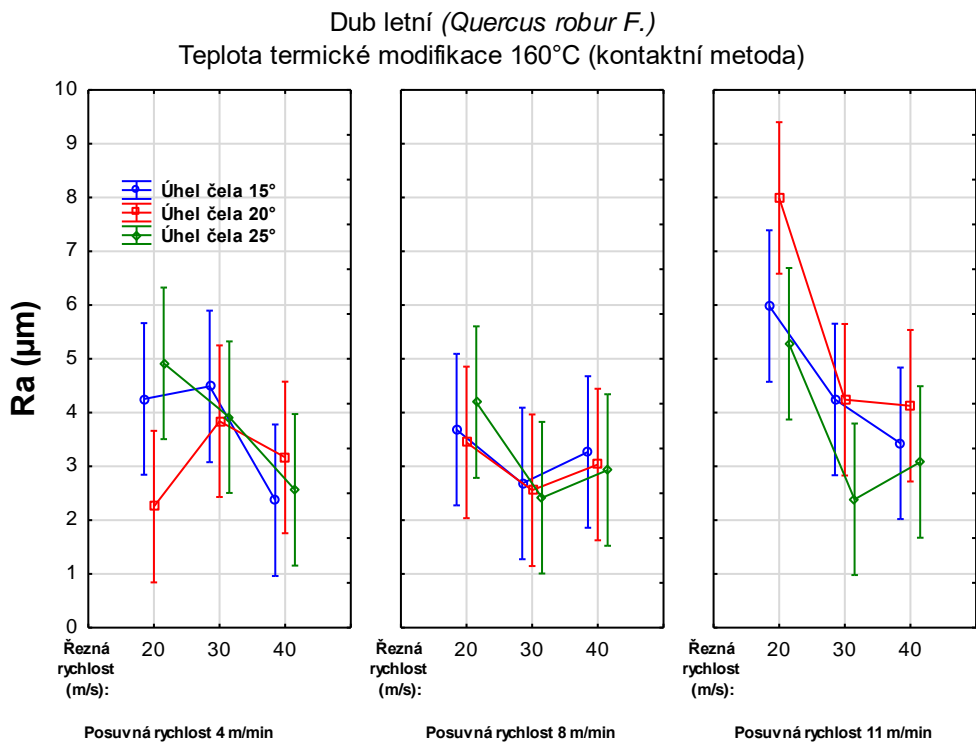 Dub letní (Quercus robur F.)
Teplota termické modifikace 160°C (kontaktní metoda)
Ra (µm)
10
9
8
7
6
5
4
3
2
1
0
Úhel čela 15°
Úhel čela 20°
Úhel čela 25°
Řezná rychlost (m/s):
20 30 40
Posuvná rychlost 4 m/min
Řezná rychlost (m/s):
20 30 40
Posuvná rychlost 8 m/min
Řezná rychlost (m/s):
20 30 40
Posuvná rychlost 11 m/min